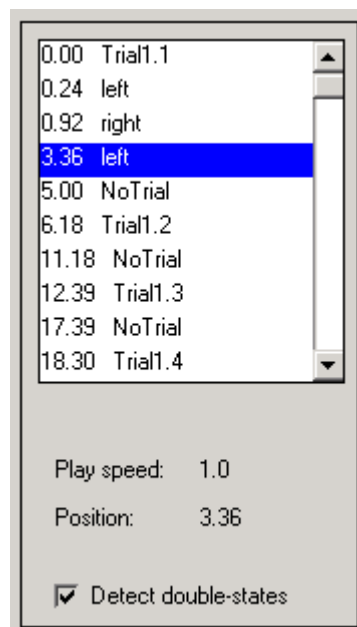 0.00 Trial1.1
0.24 left
0.92 right
3.36 left
5.00 NoTrial
6.18 Trial1.2
11.18 NoTrial
12.39 Trial1.3
17.39 NoTrial
18.30 Trial1.4
Play speed: 1.0
Position: 3.36
Detect double-states